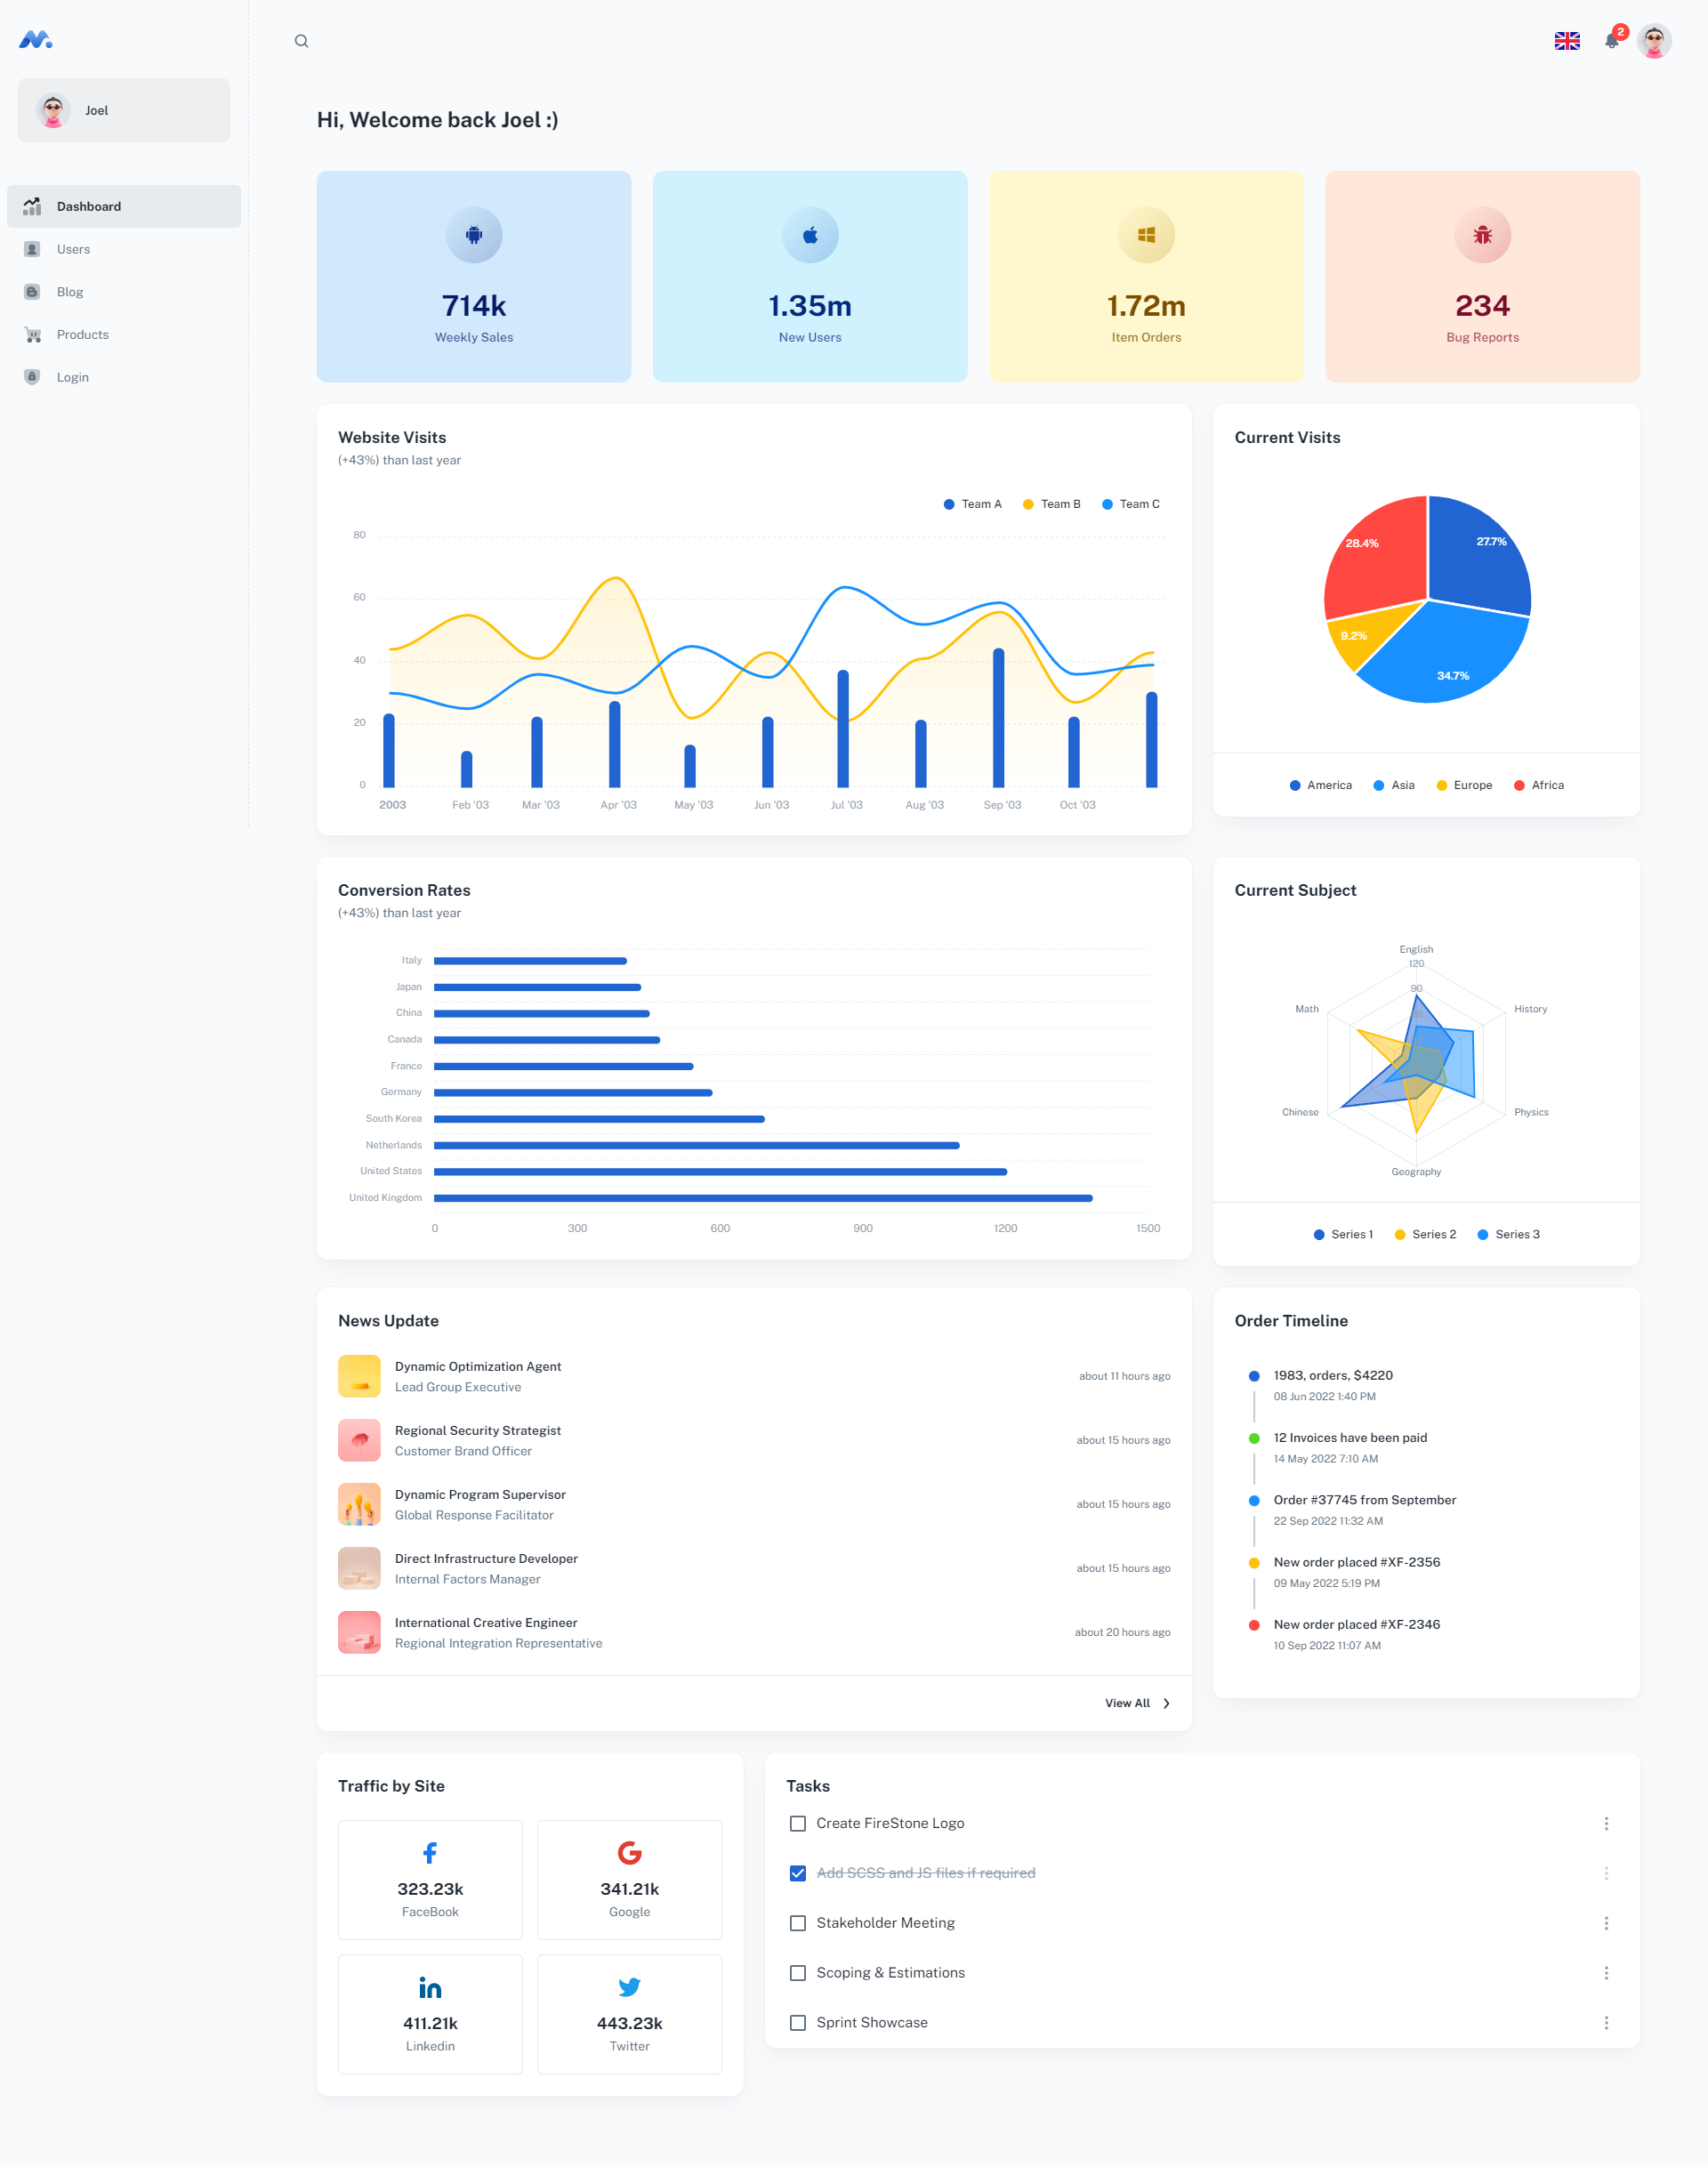 Joel
Dashboard
Users
Blog
Products
Login
2
Hi, Welcome back Joel :)
714k
Weekly Sales
1.35m
New Users
1.72m
Item Orders
234
Bug Reports
Website Visits
(+43%) than last year
Team A Team B Team C
80
60
40
20
0
2003 Feb '03 Mar '03 Apr '03 May '03 Jun '03 Jul '03 Aug '03 Sep '03 Oct '03
Current Visits
28.4% 27.7%
9.2%
34.7%
America Asia Europe Africa
Conversion Rates
(+43%) than last year
Italy
Japan
China
Canada
France
Germany
South Korea
Netherlands
United States
United Kingdom
0 300 600 900 1200 1500
Current Subject
English
120
90
Math History
Chinese Physics
Geography
Series 1 Series 2 Series 3
News Update
Dynamic Optimization Agent
Lead Group Executive
about 11 hours ago
Regional Security Strategist
Customer Brand Officer
about 15 hours ago
Dynamic Program Supervisor
Global Response Facilitator
about 15 hours ago
Direct Infrastructure Developer
Internal Factors Manager
about 15 hours ago
International Creative Engineer
Regional Integration Representative
about 20 hours ago
View All
Order Timeline
1983, orders, $4220
08 Jun 2022 1:40 PM
12 Invoices have been paid
14 May 2022 7:10 AM
Order #37745 from September
22 Sep 2022 11:32 AM
New order placed #XF-2356
09 May 2022 5:19 PM
New order placed #XF-2346
10 Sep 2022 11:07 AM
Traffic by Site
323.23k
FaceBook
341.21k
Google
411.21k
Linkedin
443.23k
Twitter
Tasks
Create FireStone Logo
Add SCSS and JS files if required
Stakeholder Meeting
Scoping & Estimations
Sprint Showcase